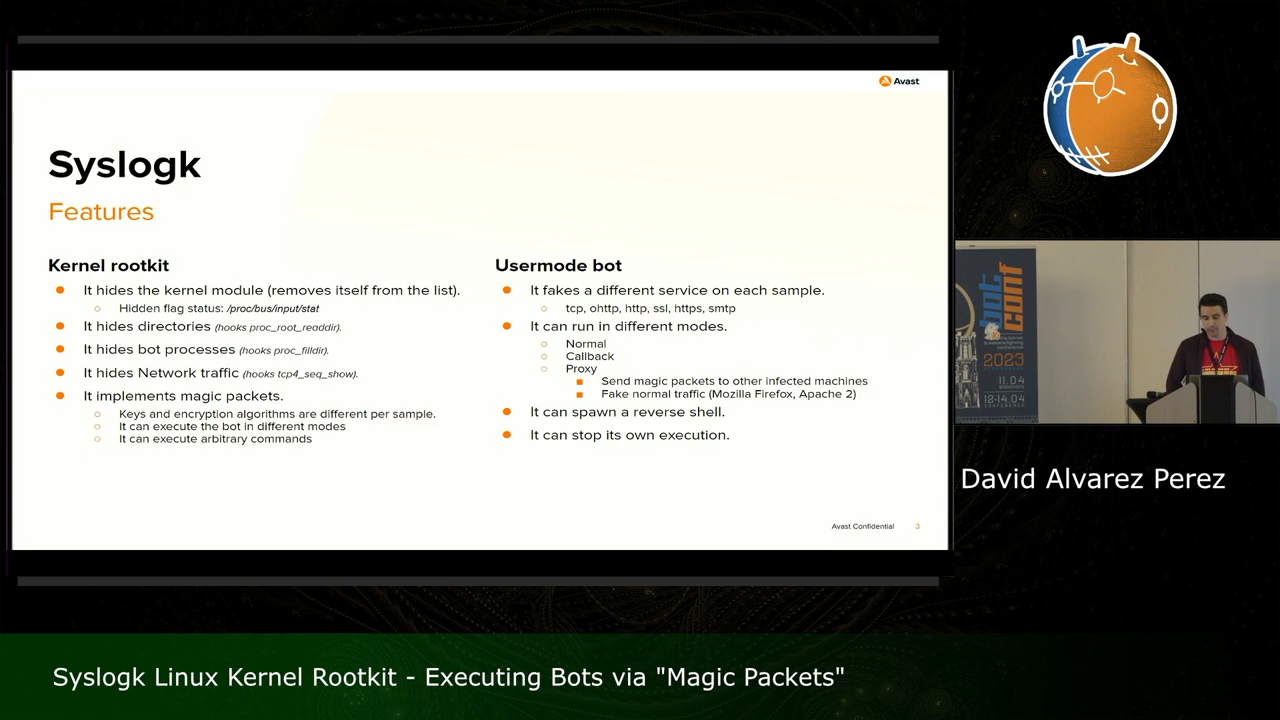 Avast
Syslogk
Features
Kernel rootkit
It hides the kernel module (removes itself from the list).
Hidden flag status: /proc/bus/input/stat
It hides directories (hooks proc_root_readdir).
It hides bot processes (hooks proc_filldir).
It hides Network traffic (hooks tcp4_seq_show).
It implements magic packets.
Keys and encryption algorithms are different per sample.
It can execute the bot in different modes
It can execute arbitrary commands
Usermode bot
It fakes a different service on each sample.
tcp, ohttp, http, ssl, https, smtp
It can run in different modes.
Normal
Callback
Proxy
Send magic packets to other infected machines
Fake normal traffic (Mozilla Firefox, Apache 2)
It can spawn a reverse shell.
It can stop its own execution.
Avast Confidential
3
botconf
2023
11.04
12-14.04
David Alvarez Perez
Syslogk Linux Kernel Rootkit - Executing Bots via "Magic Packets"